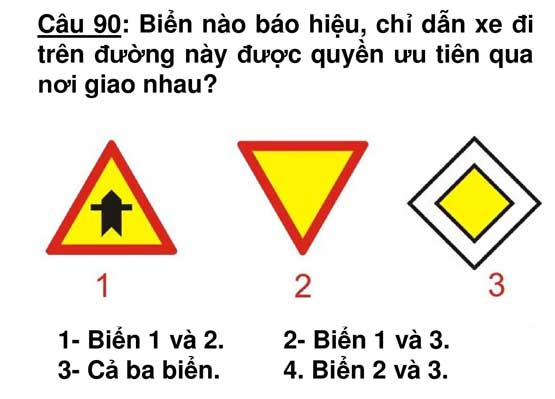 Câu 90: Biển nào báo hiệu, chỉ dẫn xe đi
trên đường này được quyền ưu tiên qua
nơi giao nhau?
1
2
3
1- Biển 1 và 2. 2- Biển 1 và 3.
3- Cả ba biển. 4. Biển 2 và 3.